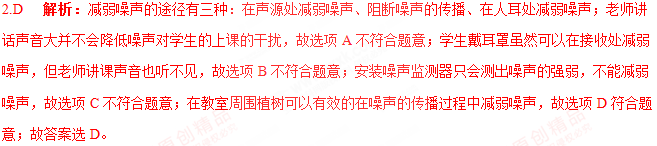 2.D 解析：减弱噪声的途径有三种：在声源处减弱噪声、阻断噪声的传播、在人耳处减弱噪声；老师讲
话声音大并不会降低噪声对学生的上课的干扰，故选项 A 不符合题意；学生戴耳罩虽然可以在接收处减弱
噪声，但老师讲课声音也听不见，故选项 B 不符合题意；安装噪声监测器只会测出噪声的强弱，不能减弱
噪声，故选项 C 不符合题意；在教室周围植树可以有效的在噪声的传播过程中减弱噪声，故选项 D 符合题
意；故答案选 D。